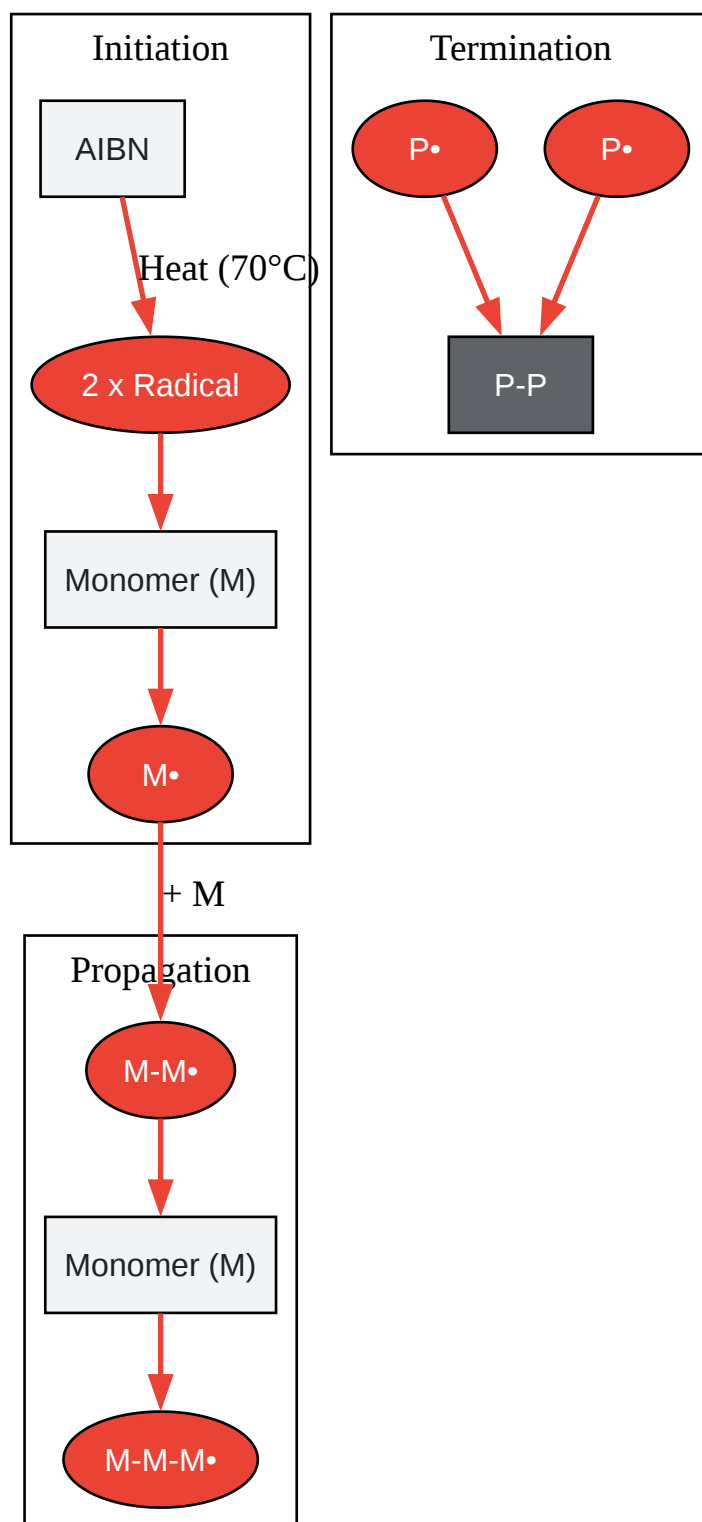 Initiation
AIBN
Heat (70°C)
2 x Radical
Monomer (M)
M•
+ M
Propagation
M-M•
Monomer (M)
M-M-M•
Termination
P•
P•
P-P